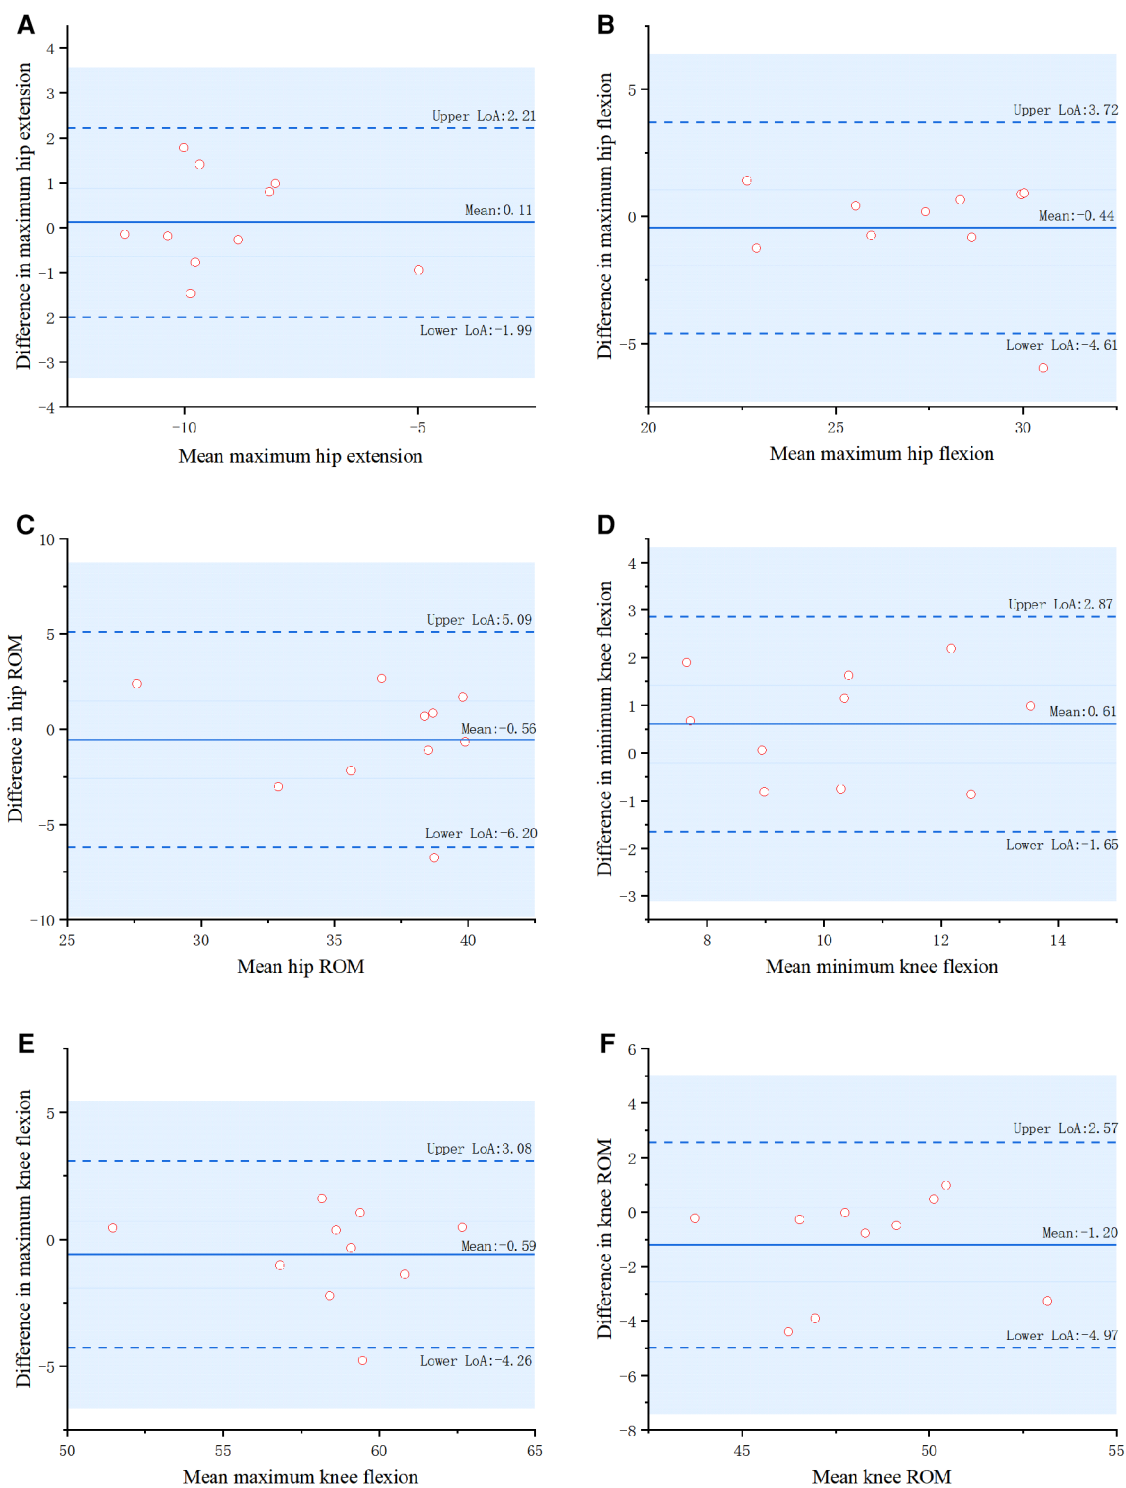 A
Difference in maximum hip extension
4
3
2
1
0
−1
2
−3
−4
Upper LoA:2.21
Mean:0.11
Lower LoA:−1.99
−10
−5
Mean maximum hip extension
B
Difference in maximum hip flexion
5
0
−5
Upper LoA:3.72
Mean:−0.44
Lower LoA:−4.61
20
25
30
Mean maximum hip flexion
C
Difference in hip ROM
10
5
0
−5
−10
Upper LoA:5.09
Mean:−0.56
Lower LoA:−6.20
25
30
35
40
Mean hip ROM
D
Difference in minimum knee flexion
4
3
2
1
0
−1
−2
−3
Upper LoA:2.87
Mean:0.61
Lower LoA:−1.65
8
10
12
14
Mean minimum knee flexion
E
Difference in maximum knee flexion
5
0
−5
Upper LoA:3.08
Mean:−0.59
Lower LoA:−4.26
50
55
60
65
Mean maximum knee flexion
F
Difference in knee ROM
6
4
2
0
−2
−4
−6
−8
Upper LoA:2.57
Mean:−1.20
Lower LoA:−4.97
45
50
55
Mean knee ROM